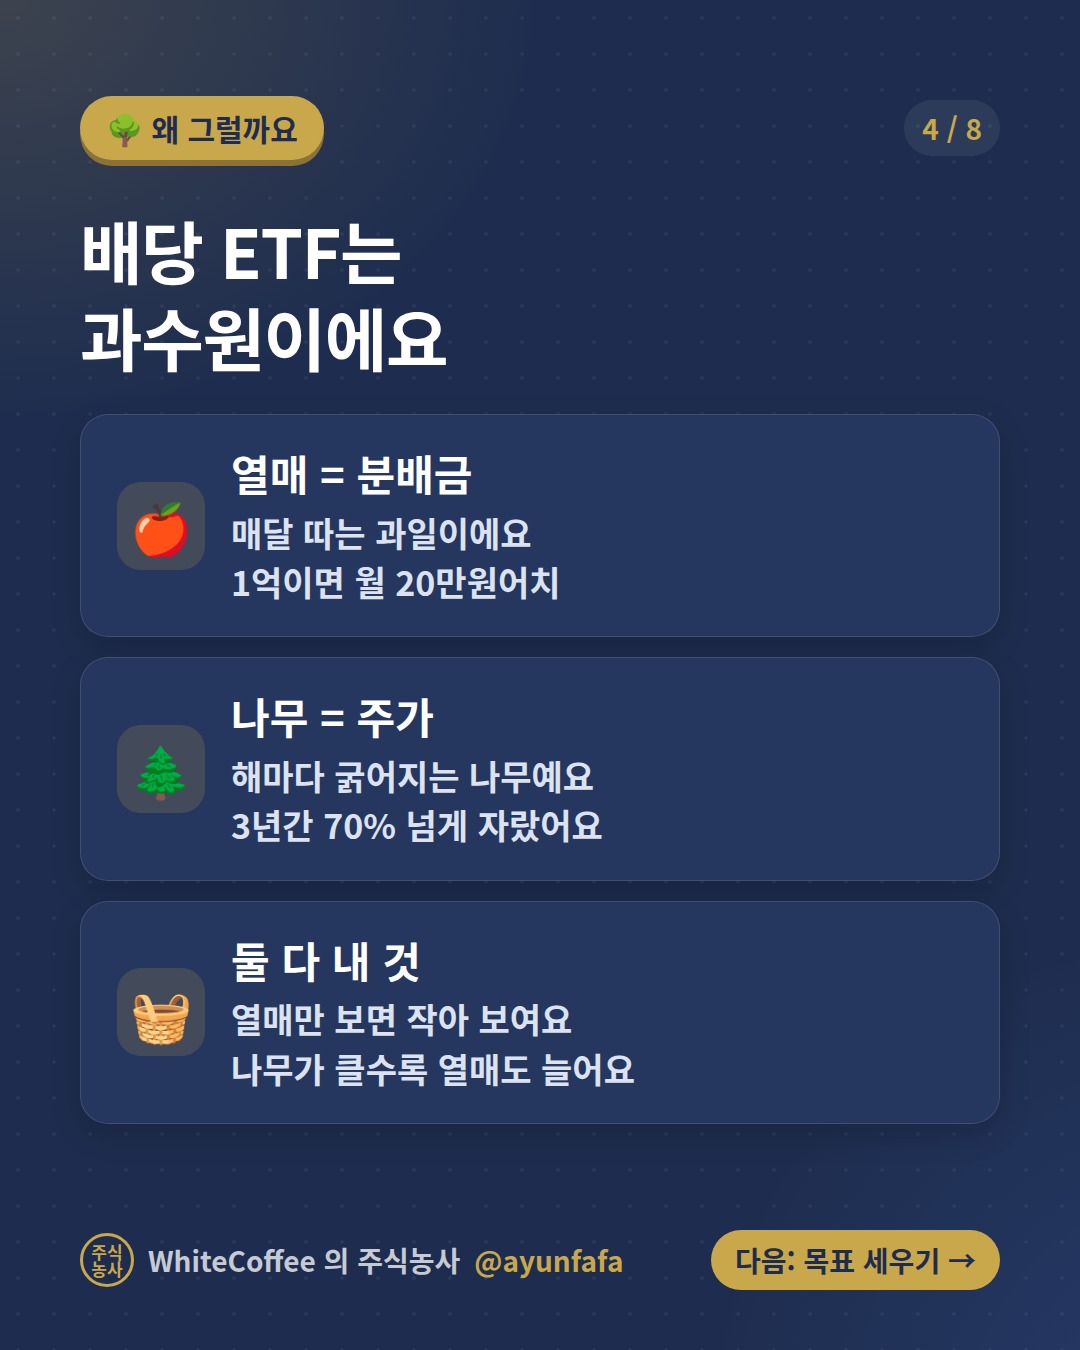 왜 그럴까요
4 / 8
배당 ETF는
과수원이에요
열매 = 분배금
매달 따는 과일이에요
1억이면 월 20만원어치
나무 = 주가
해마다 굵어지는 나무예요
3년간 70% 넘게 자랐어요
둘 다 내 것
열매만 보면 작아 보여요
나무가 클수록 열매도 늘어요
주식
농사
WhiteCoffee 의 주식농사 @ayunfafa
다음: 목표 세우기 →